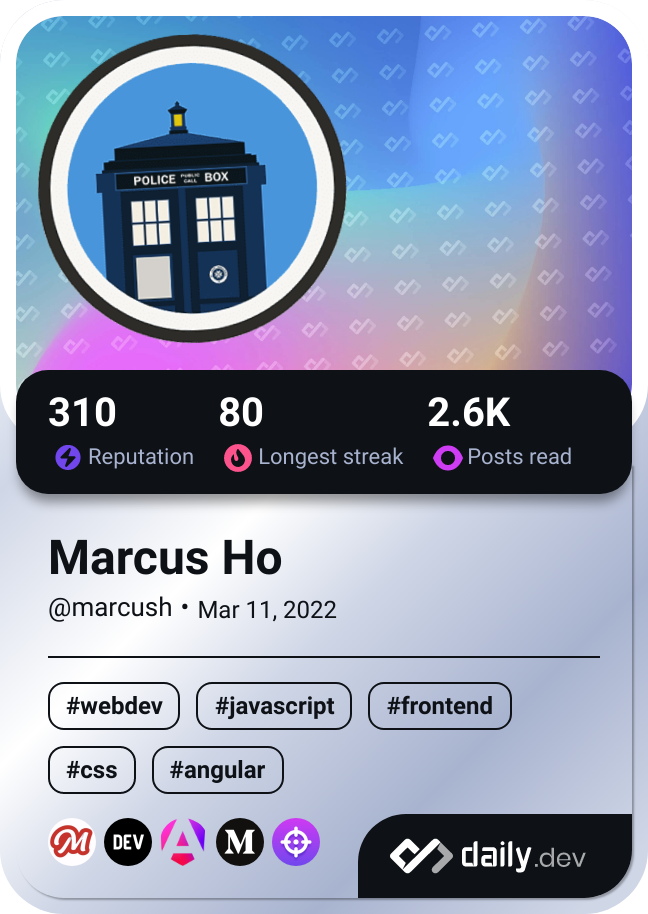 POLICE PUBLIC CALL BOX
310 80 2.6K
Reputation Longest streak Posts read
Marcus Ho
@marcush • Mar 11, 2022
#webdev #javascript #frontend
#css #angular
M DEV A M
daily.dev